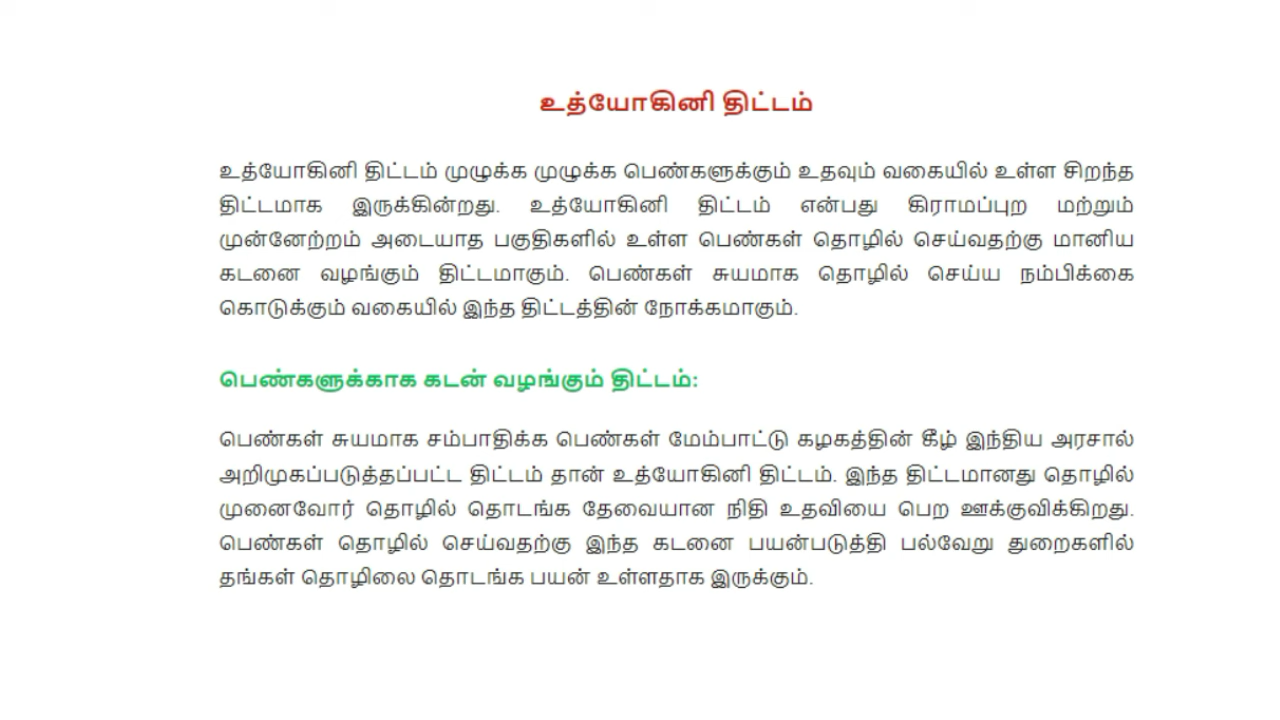 உத்யோகினி திட்டம்
உத்யோகினி திட்டம் முழுக்க முழுக்க பெண்களுக்கும் உதவும் வகையில் உள்ள சிறந்த
திட்டமாக இருக்கின்றது. உத்யோகினி திட்டம் என்பது கிராமப்புற மற்றும்
முன்னேற்றம் அடையாத பகுதிகளில் உள்ள பெண்கள் தொழில் செய்வதற்கு மானிய
கடனை வழங்கும் திட்டமாகும். பெண்கள் சுயமாக தொழில் செய்ய நம்பிக்கை
கொடுக்கும் வகையில் இந்த திட்டத்தின் நோக்கமாகும்.
பெண்களுக்காக கடன் வழங்கும் திட்டம்:
பெண்கள் சுயமாக சம்பாதிக்க பெண்கள் மேம்பாட்டு கழகத்தின் கீழ் இந்திய அரசால்
அறிமுகப்படுத்தப்பட்ட திட்டம் தான் உத்யோகினி திட்டம். இந்த திட்டமானது தொழில்
முனைவோர் தொழில் தொடங்க தேவையான நிதி உதவியை பெற ஊக்குவிக்கிறது.
பெண்கள் தொழில் செய்வதற்கு இந்த கடனை பயன்படுத்தி பல்வேறு துறைகளில்
தங்கள் தொழிலை தொடங்க பயன் உள்ளதாக இருக்கும்.